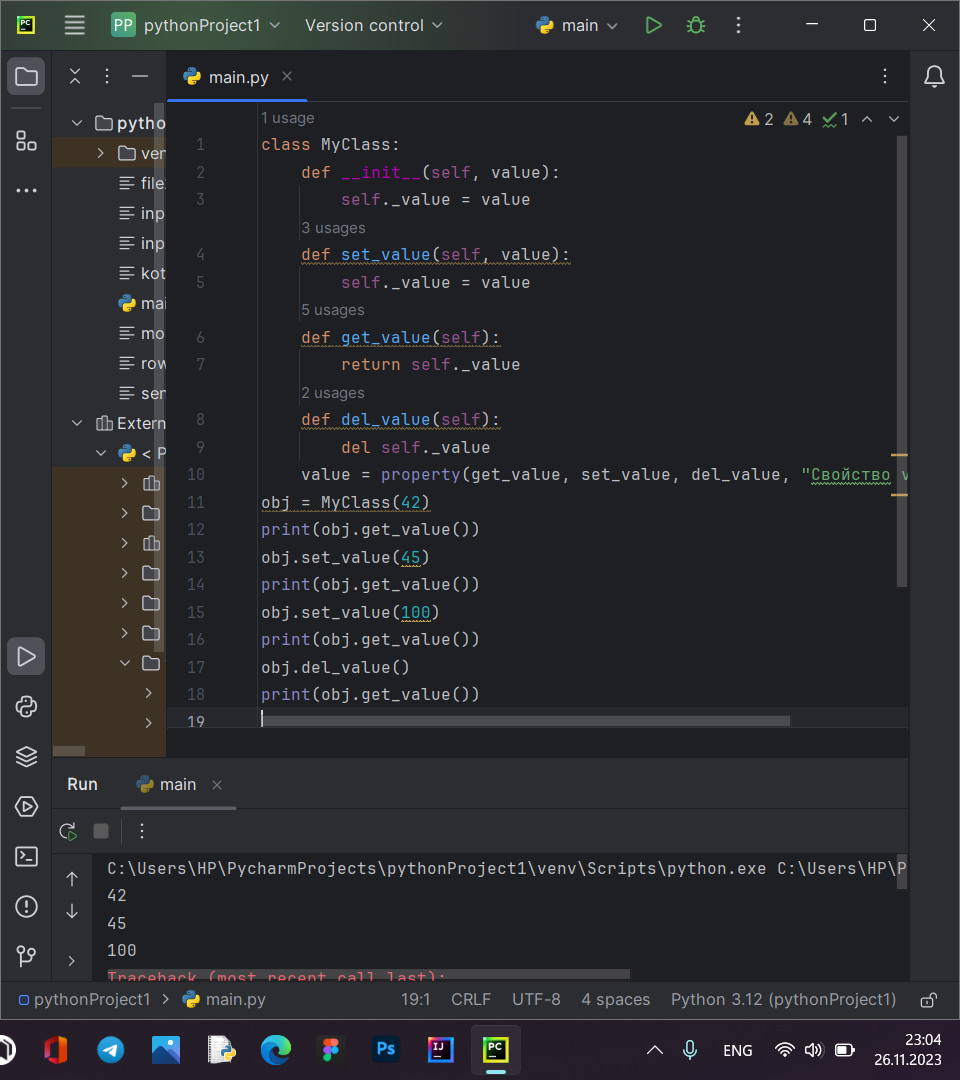 PC
PP pythonProject1 Version control main
main.py
pytho
ven
file
inp
inp
kot
mai
mo
row
sen
Extern
< P
1 usage
2 4 1
1 class MyClass:
2 def __init__(self, value):
3 self._value = value
3 usages
4 def set_value(self, value):
5 self._value = value
5 usages
6 def get_value(self):
7 return self._value
2 usages
8 def del_value(self):
9 del self._value
10 value = property(get_value, set_value, del_value, "Свойство v
11 obj = MyClass(42)
12 print(obj.get_value())
13 obj.set_value(45)
14 print(obj.get_value())
15 obj.set_value(100)
16 print(obj.get_value())
17 obj.del_value()
18 print(obj.get_value())
19
Run main
C:\Users\HP\PycharmProjects\pythonProject1\venv\Scripts\python.exe C:\Users\HP\P
42
45
100
Traceback (most recent call last):
pythonProject1 main.py 19:1 CRLF UTF-8 4 spaces Python 3.12 (pythonProject1)
Ps IJ PC ENG 23:04
26.11.2023